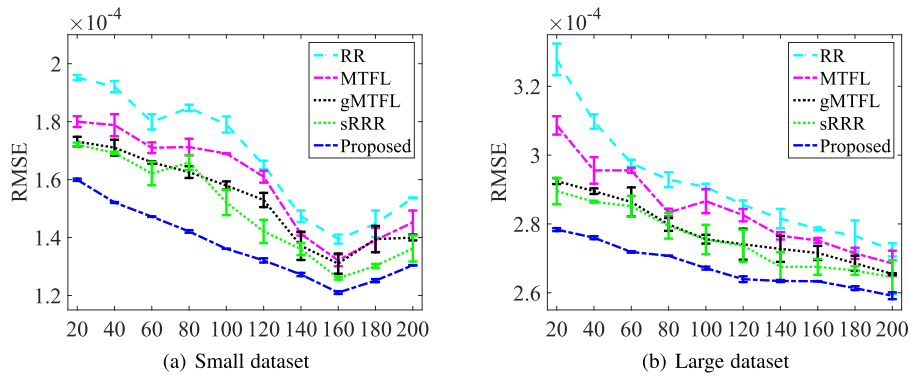 ×10⁻⁴
RMSE
2
1.8
1.6
1.4
1.2
20 40 60 80 100 120 140 160 180 200
RR
MTFL
gMTFL
sRRR
Proposed
(a) Small dataset
×10⁻⁴
RMSE
3.4
3.2
3
2.8
2.6
20 40 60 80 100 120 140 160 180 200
RR
MTFL
gMTFL
sRRR
Proposed
(b) Large dataset